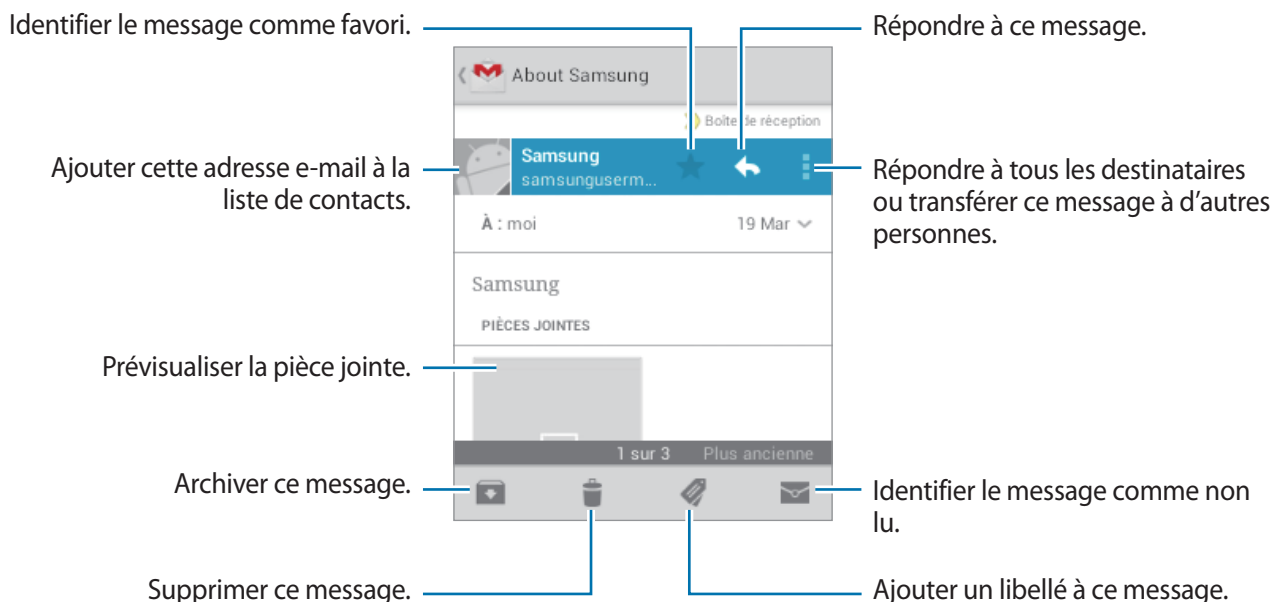 Identifier le message comme favori.
Répondre à ce message.
About Samsung
Boîte de réception
Ajouter cette adresse e-mail à la
liste de contacts.
Samsung
samsunguserm...
Répondre à tous les destinataires
ou transférer ce message à d'autres
personnes.
À : moi
19 Mar
Samsung
PIÈCES JOINTES
Prévisualiser la pièce jointe.
1 sur 3
Plus ancienne
Archiver ce message.
Identifier le message comme non
lu.
Supprimer ce message.
Ajouter un libellé à ce message.